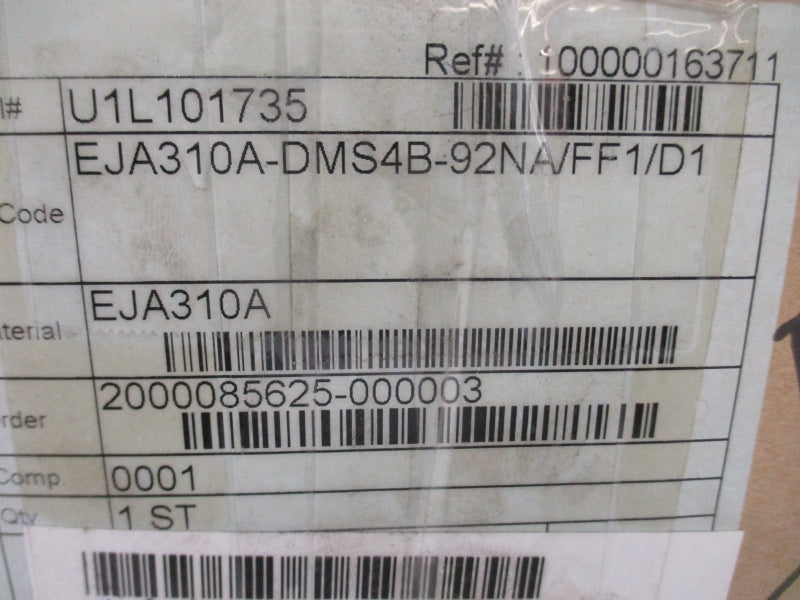 Ref# : 100000163711
l# U1L101735
Code EJA310A-DMS4B-92NA/FF1/D1
aterial EJA310A
rder 2000085625-000003
Comp 0001
Qty 1 ST